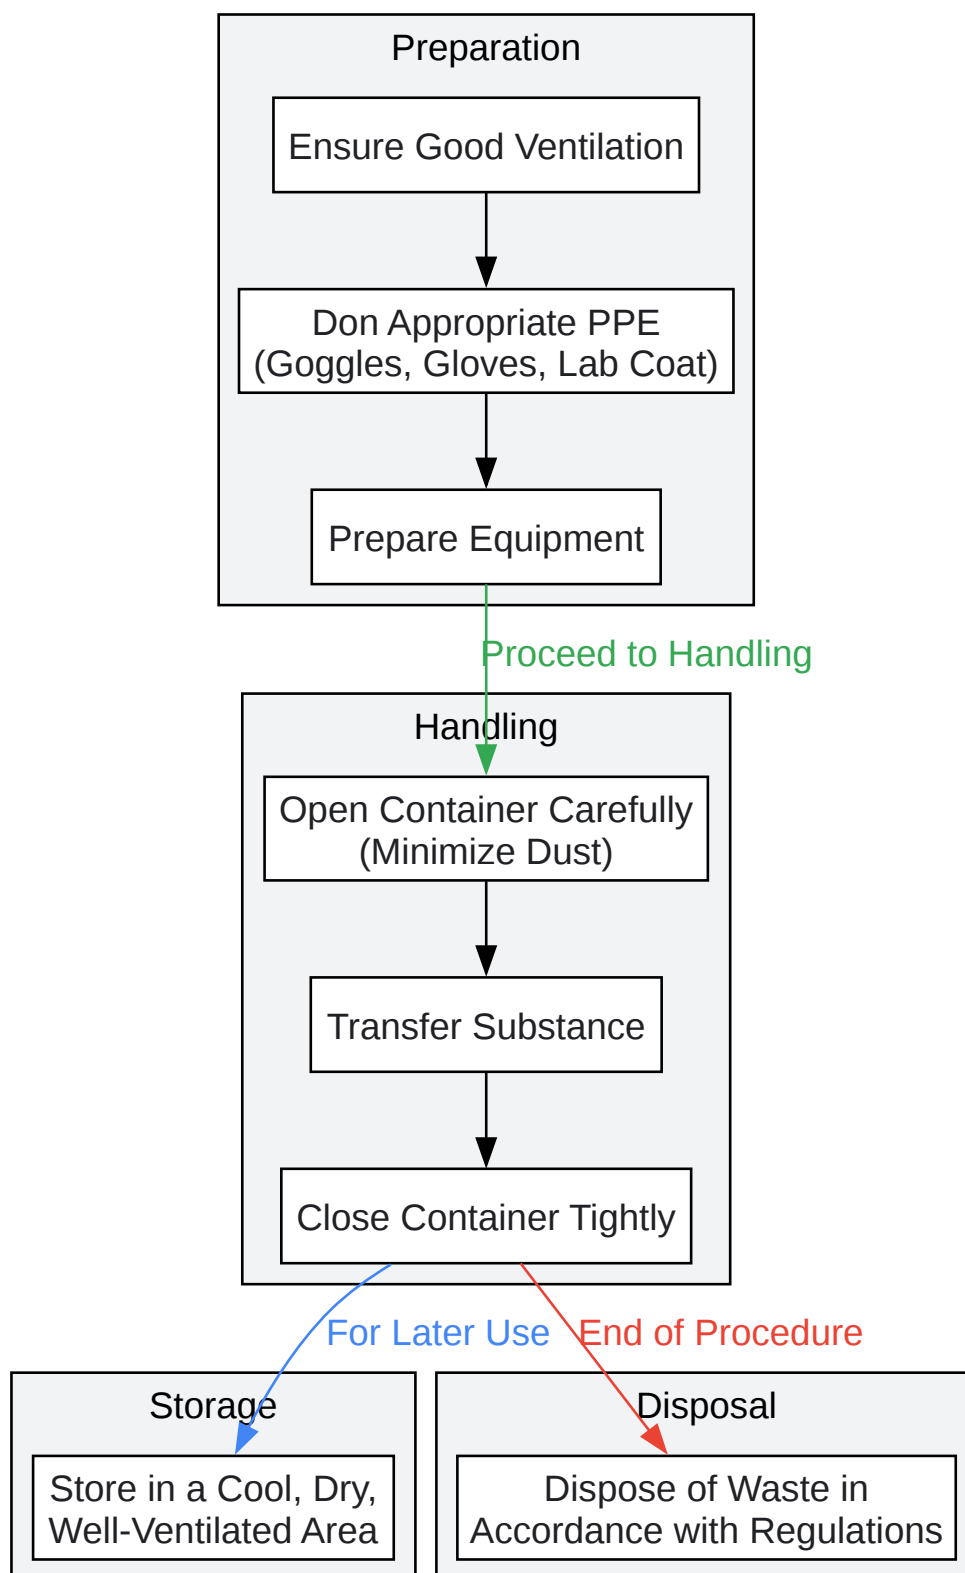 Preparation
Ensure Good Ventilation
Don Appropriate PPE
(Goggles, Gloves, Lab Coat)
Prepare Equipment
Proceed to Handling
Handling
Open Container Carefully
(Minimize Dust)
Transfer Substance
Close Container Tightly
For Later Use
End of Procedure
Storage
Store in a Cool, Dry,
Well-Ventilated Area
Disposal
Dispose of Waste in
Accordance with Regulations